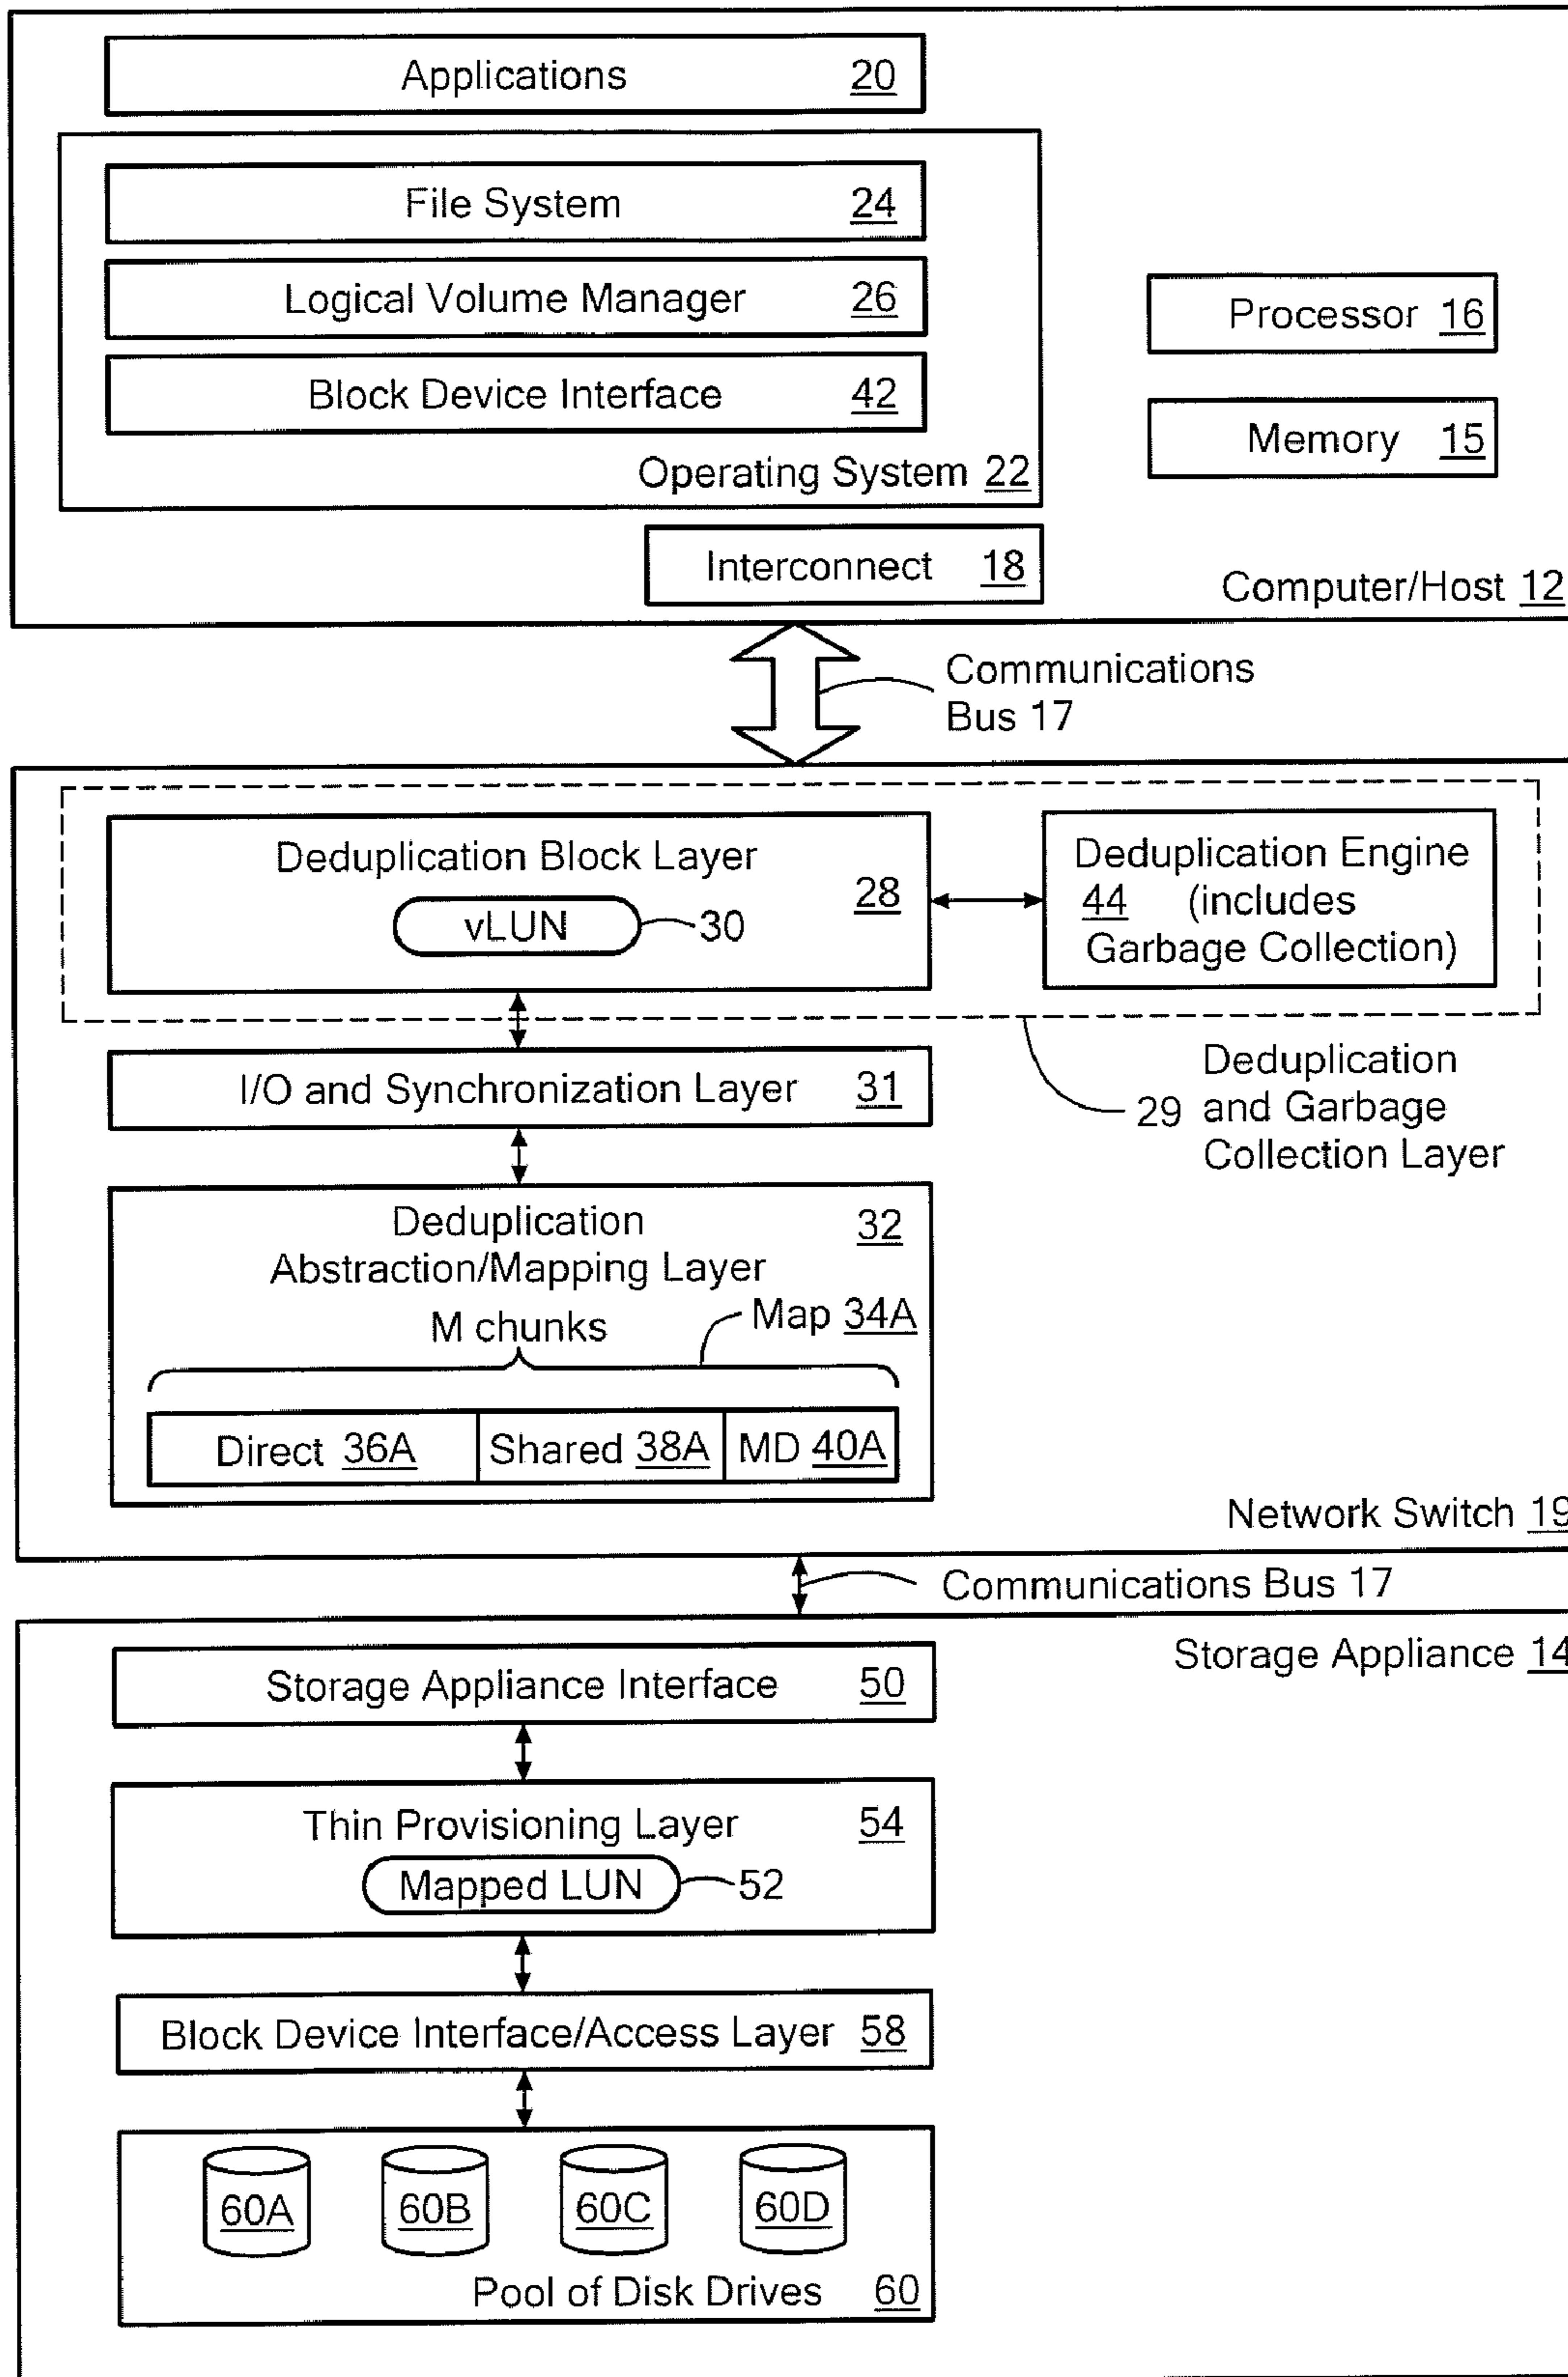 Applications 20
File System 24
Logical Volume Manager 26
Block Device Interface 42
Operating System 22
Processor 16
Memory 15
Interconnect 18
Computer/Host 12
Communications
Bus 17
Deduplication Block Layer
28
vLUN 30
Deduplication Engine
44 (includes
Garbage Collection)
I/O and Synchronization Layer 31
29
Deduplication
and Garbage
Collection Layer
Deduplication
Abstraction/Mapping Layer
32
M chunks
Map 34A
Direct 36A Shared 38A MD 40A
Network Switch 19
Communications Bus 17
Storage Appliance 14
Storage Appliance Interface 50
Thin Provisioning Layer 54
Mapped LUN 52
Block Device Interface/Access Layer 58
60A 60B 60C 60D
Pool of Disk Drives 60